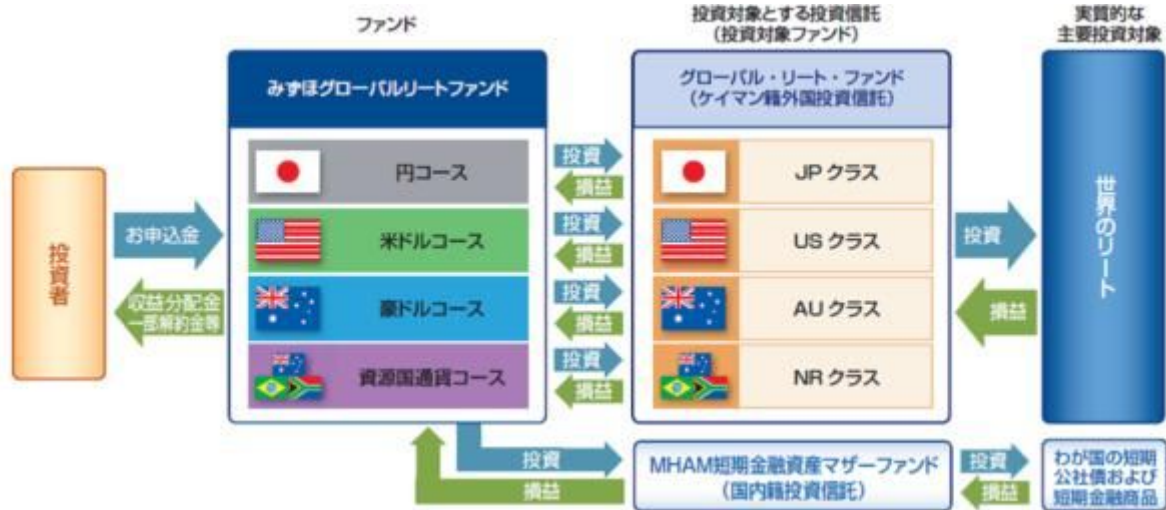 ファンド
投資対象とする投資信託
(投資対象ファンド)
実質的な
主要投資対象
みずほグローバルリートファンド
グローバル・リート・ファンド
(ケイマン籍外国投資信託)
投資者
お申込金
収益分配金
一部解約金等
円コース
投資
損益
JPクラス
米ドルコース
投資
損益
USクラス
豪ドルコース
投資
損益
AUクラス
資源国通貨コース
投資
損益
NRクラス
投資
損益
世界のリート
投資
損益
MHAM短期金融資産マザーファンド
(国内籍投資信託)
投資
損益
わが国の短期
公社債および
短期金融商品